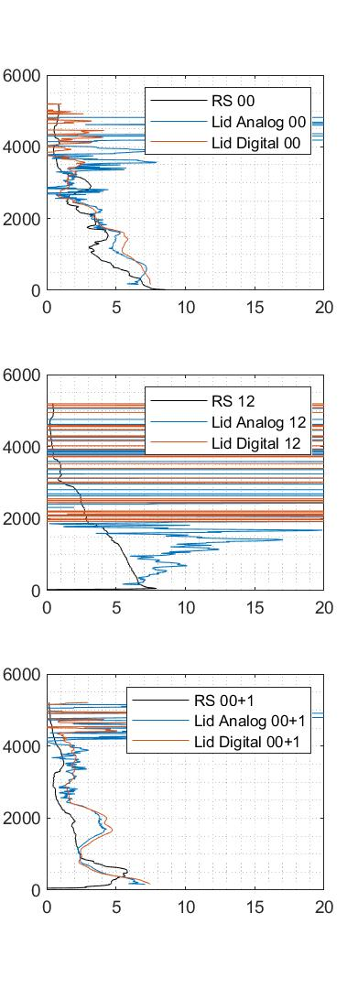 6000
RS 00
Lid Analog 00
Lid Digital 00
4000
2000
0
0 5 10 15 20
6000
RS 12
Lid Analog 12
Lid Digital 12
4000
2000
0
0 5 10 15 20
6000
RS 00+1
Lid Analog 00+1
Lid Digital 00+1
4000
2000
0
0 5 10 15 20